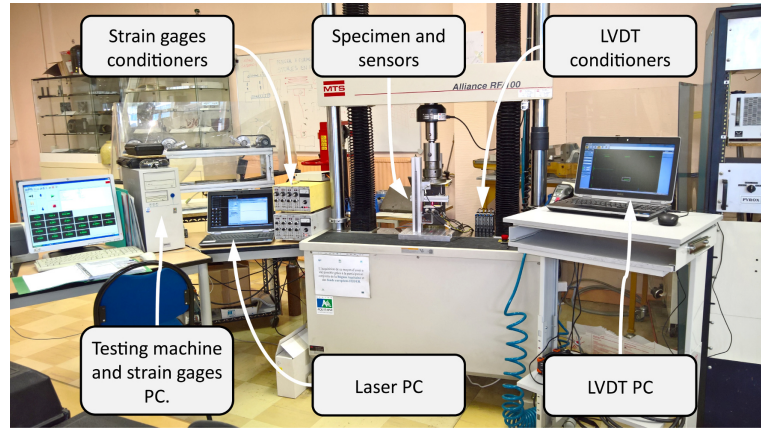 Strain gages
conditioners
Specimen and
sensors
LVDT
conditioners
MTS
Alliance RF/100
PYROX
Testing machine
and strain gages
PC.
Laser PC
LVDT PC